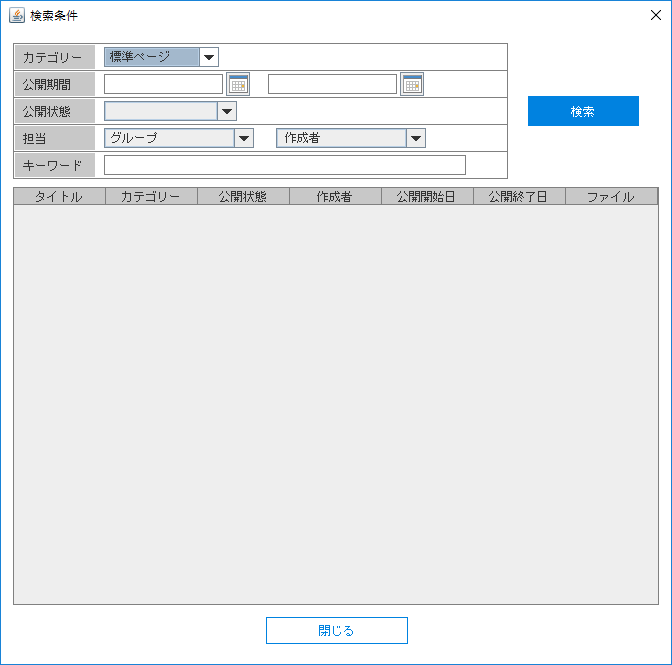 検索条件
カテゴリー 標準ページ
公開期間
公開状態
検索
担当 グループ 作成者
キーワード
タイトル カテゴリー 公開状態 作成者 公開開始日 公開終了日 ファイル
閉じる